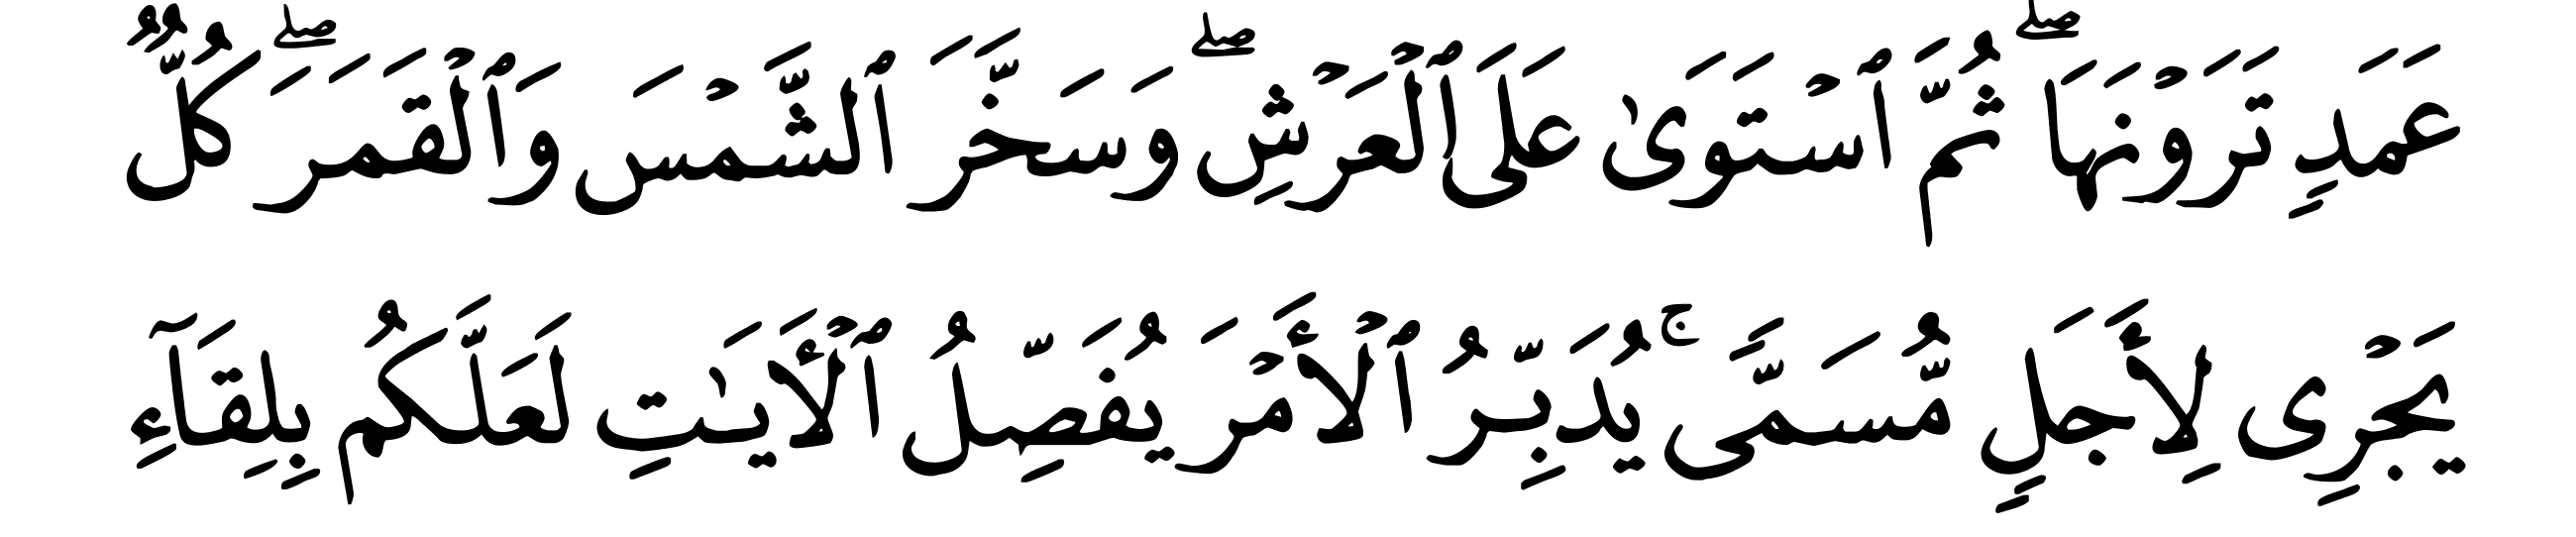 عَمَدٍ تَرَوْنَهَا ۖ ثُمَّ ٱسْتَوَىٰ عَلَى ٱلْعَرْشِ ۖ وَسَخَّرَ ٱلشَّمْسَ وَٱلْقَمَرَ ۖ كُلٌّ
يَجْرِى لِأَجَلٍ مُّسَمًّى ۚ يُدَبِّرُ ٱلْأَمْرَ يُفَصِّلُ ٱلْأَيَـٰتِ لَعَلَّكُم بِلِقَآءِ